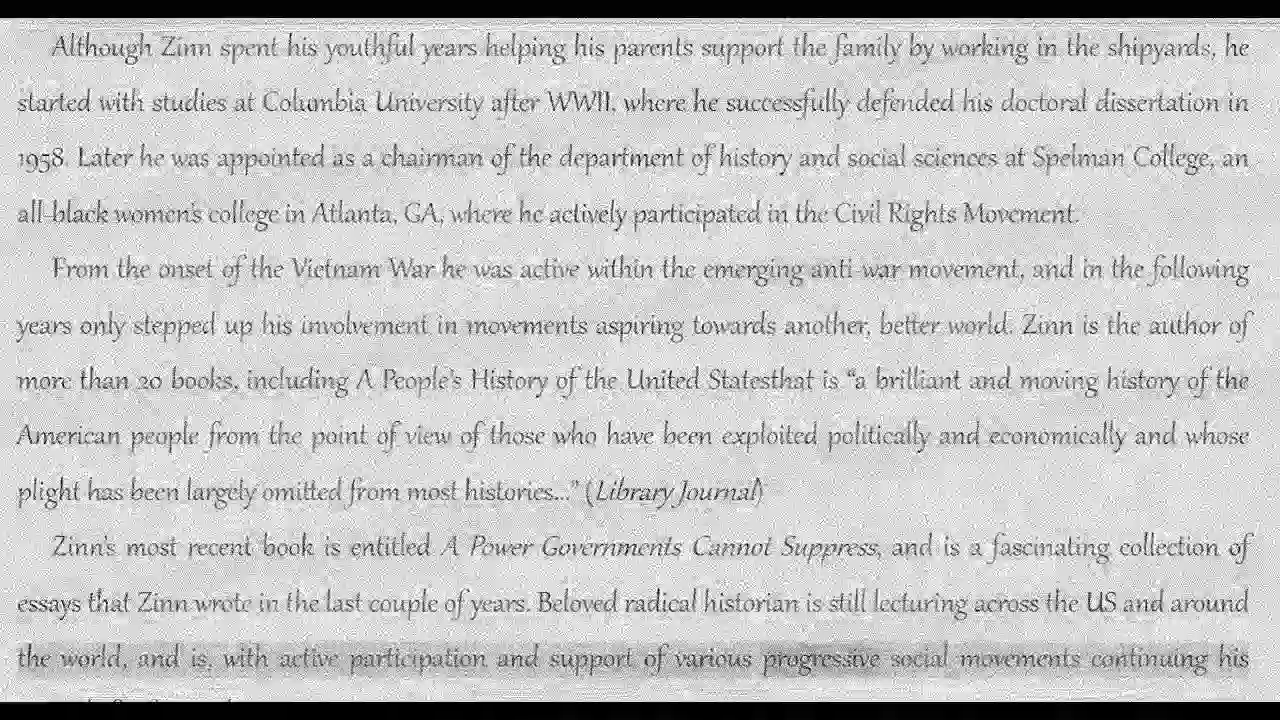 Although Zinn spent his youthful years helping his parents support the family by working in the shipyards, he
started with studies at Columbia University after WWII, where he successfully defended his doctoral dissertation in
1958. Later he was appointed as a chairman of the department of history and social sciences at Spelman College, an
all-black women's college in Atlanta, GA, where he actively participated in the Civil Rights Movement.
From the onset of the Vietnam War he was active within the emerging anti-war movement, and in the following
years only stepped up his involvement in movements aspiring towards another, better world. Zinn is the author of
more than 20 books, including A People's History of the United Statesthat is “a brilliant and moving history of the
American people from the point of view of those who have been exploited politically and economically and whose
plight has been largely omitted from most histories...” (Library Journal)
Zinn's most recent book is entitled A Power Governments Cannot Suppress, and is a fascinating collection of
essays that Zinn wrote in the last couple of years. Beloved radical historian is still lecturing across the US and around
the world, and is, with active participation and support of various progressive social movements continuing his